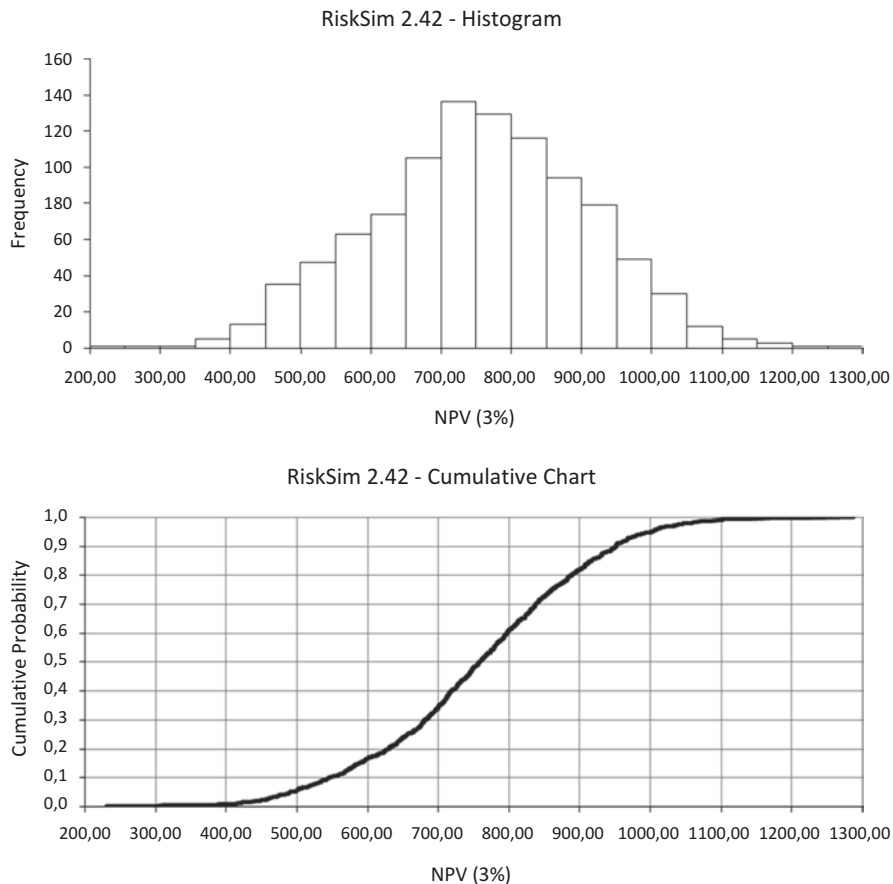 RiskSim 2.42 - Histogram
160
140
120
100
180
60
40
20
0
Frequency
200,00 300,00 400,00 500,00 600,00 700,00 800,00 900,00 1000,00 1100,00 1200,00 1300,00
NPV (3%)
RiskSim 2.42 - Cumulative Chart
1,0
0,9
0,8
0,7
0,6
0,5
0,4
0,3
0,2
0,1
0,0
Cumulative Probability
200,00 300,00 400,00 500,00 600,00 700,00 800,00 900,00 1000,00 1100,00 1200,00 1300,00
NPV (3%)